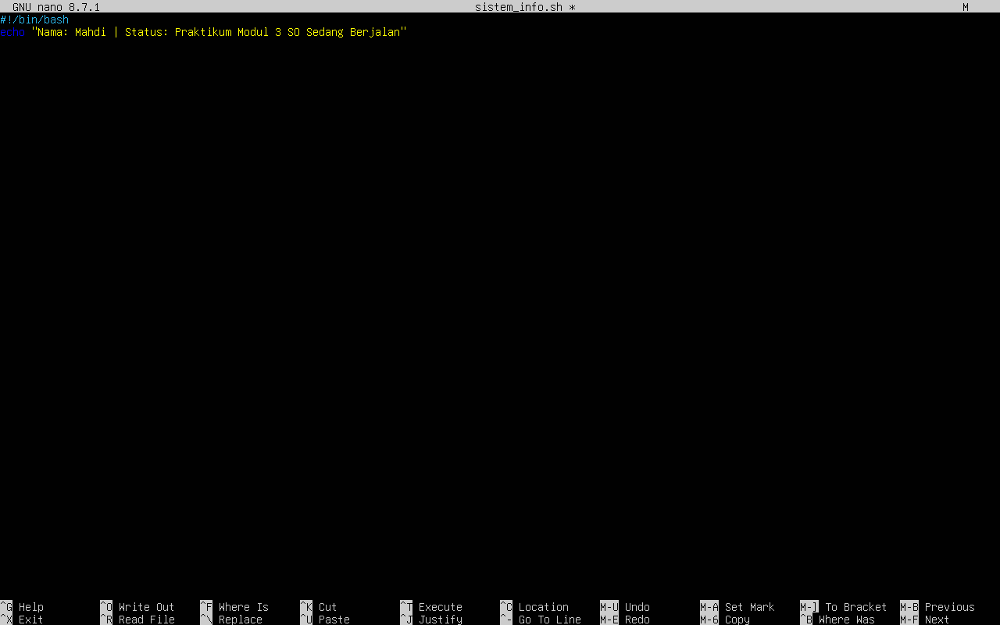 GNU nano 8.7.1 sistem_info.sh * M
#!/bin/bash
echo "Nama: Mahdi | Status: Praktikum Modul 3 SO Sedang Berjalan"
^G Help ^O Write Out ^F Where Is ^K Cut ^T Execute ^C Location M-U Undo M-A Set Mark M-] To Bracket M-B Previous
^X Exit ^R Read File ^\ Replace ^U Paste ^J Justify ^- Go To Line M-E Redo M-6 Copy ^B Where Was M-F Next